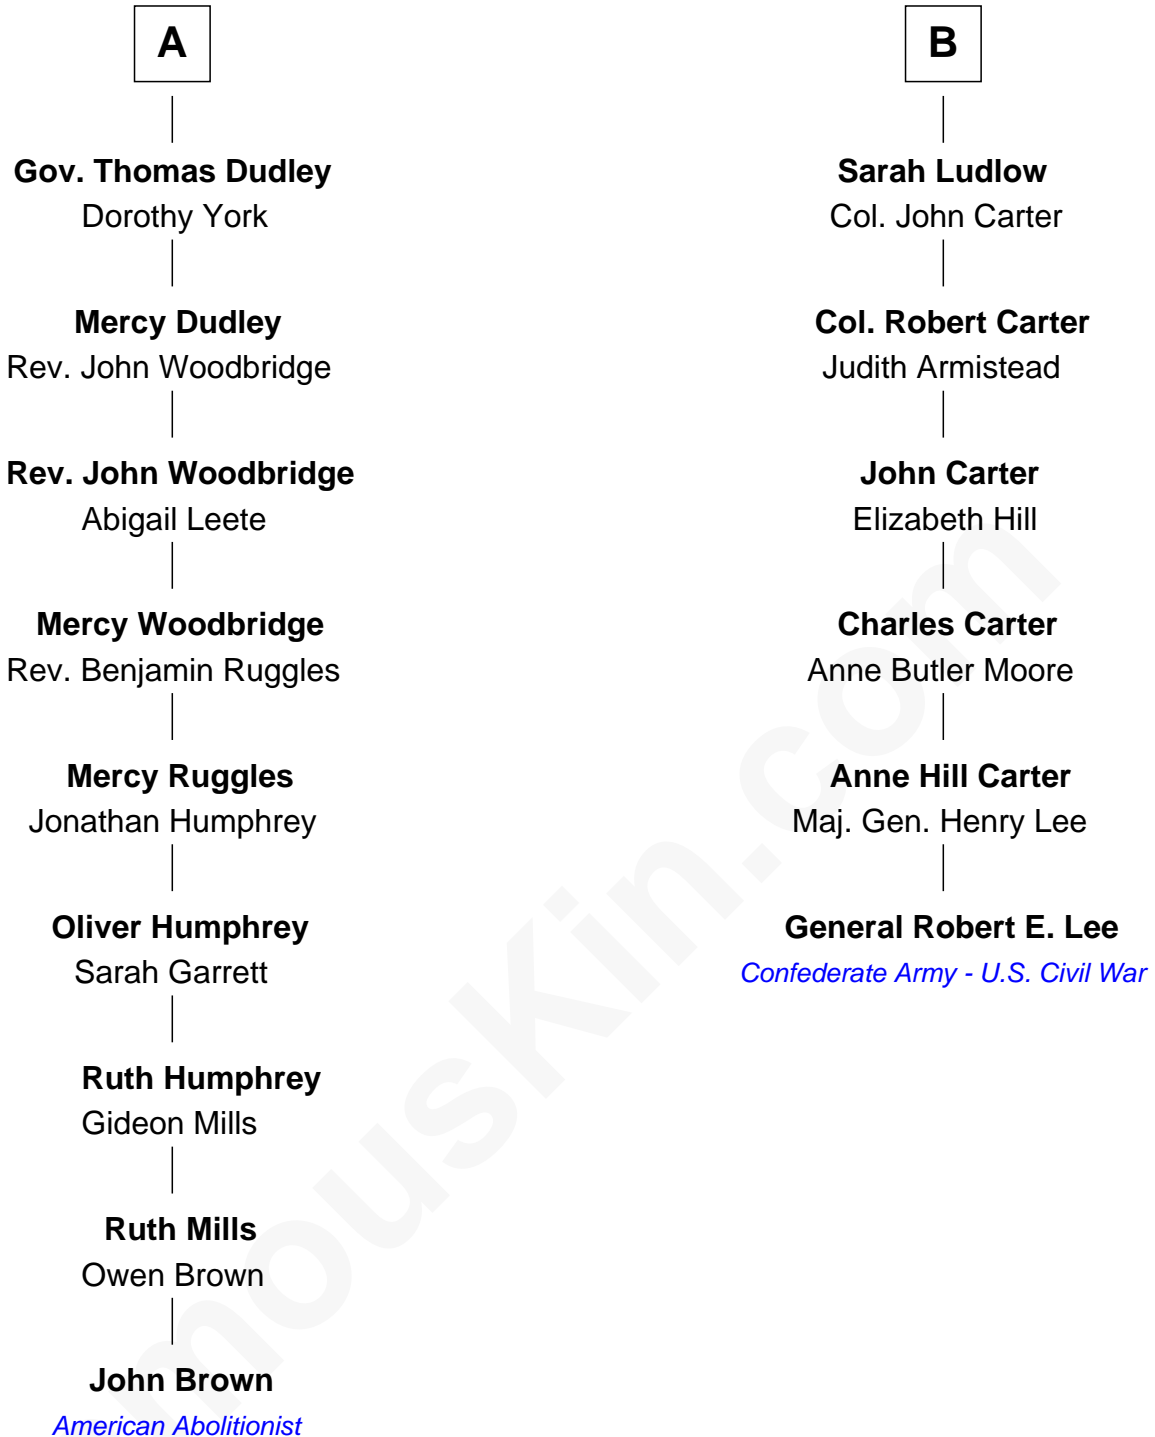 A
Gov. Thomas Dudley
Dorothy York
Mercy Dudley
Rev. John Woodbridge
Rev. John Woodbridge
Abigail Leete
Mercy Woodbridge
Rev. Benjamin Ruggles
Mercy Ruggles
Jonathan Humphrey
Oliver Humphrey
Sarah Garrett
Ruth Humphrey
Gideon Mills
Ruth Mills
Owen Brown
John Brown
American Abolitionist
B
Sarah Ludlow
Col. John Carter
Col. Robert Carter
Judith Armistead
John Carter
Elizabeth Hill
Charles Carter
Anne Butler Moore
Anne Hill Carter
Maj. Gen. Henry Lee
General Robert E. Lee
Confederate Army - U.S. Civil War
mousKin.com